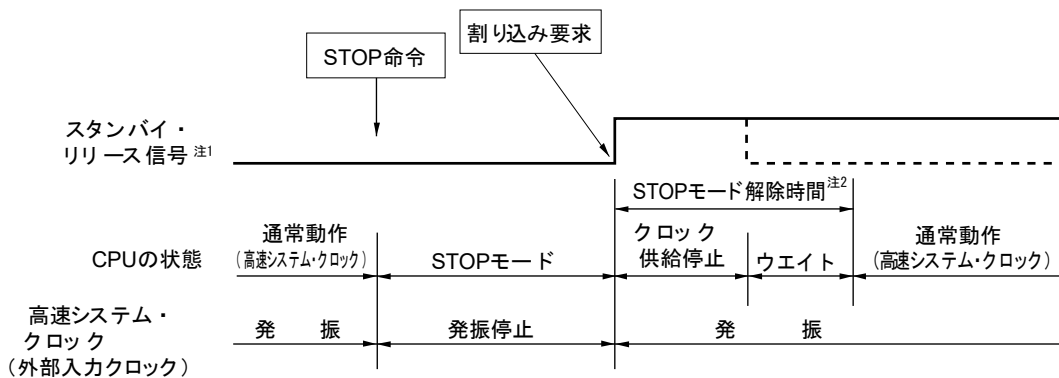 STOP命令
割り込み要求
スタンバイ・
リリース信号注1
STOPモード解除時間注2
CPUの状態
通常動作
(高速システム・クロック)
STOPモード
クロック
供給停止
ウエイト
通常動作
(高速システム・クロック)
高速システム・
クロック
(外部入力クロック)
発 振
発振停止
発 振